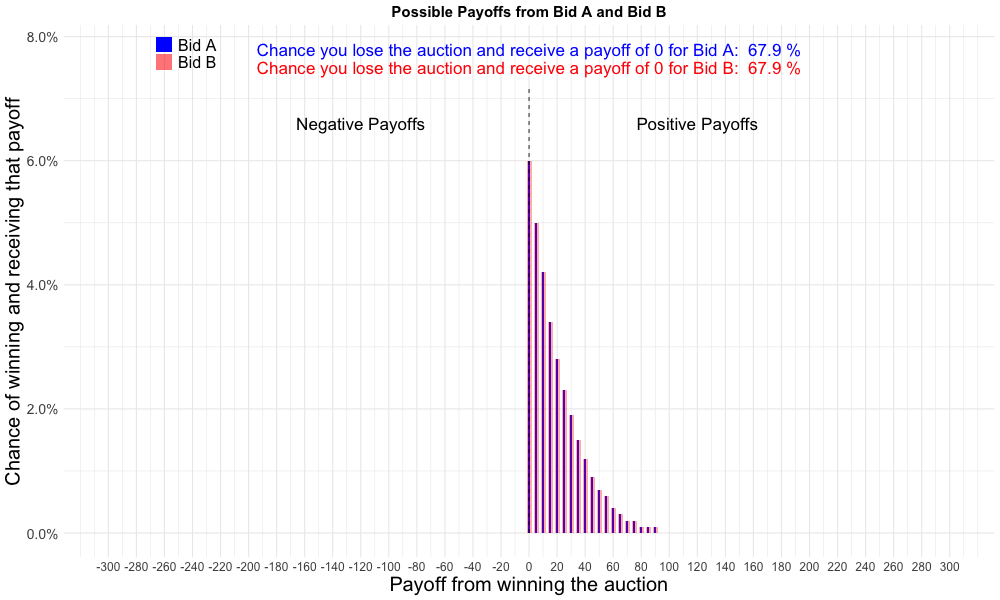 Possible Payoffs from Bid A and Bid B
Bid A
Bid B
Chance you lose the auction and receive a payoff of 0 for Bid A:  67.9 %
Chance you lose the auction and receive a payoff of 0 for Bid B:  67.9 %
Negative Payoffs
Positive Payoffs
Chance of winning and receiving that payoff
8.0%
6.0%
4.0%
2.0%
0.0%
-300 -280 -260 -240 -220 -200 -180 -160 -140 -120 -100 -80 -60 -40 -20 0 20 40 60 80 100 120 140 160 180 200 220 240 260 280 300
Payoff from winning the auction